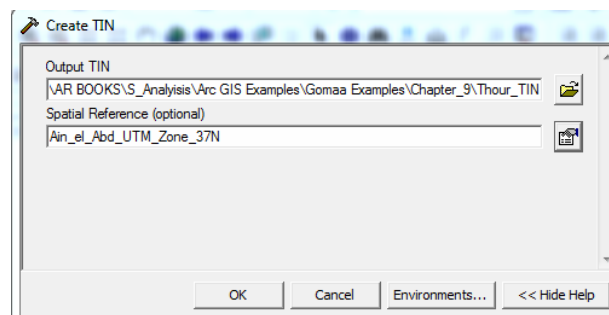 Create TIN
Output TIN
\AR BOOKS\S_Analyisis\Arc GIS Examples\Gomaa Examples\Chapter_9\Thour_TIN
Spatial Reference (optional)
Ain_el_Abd_UTM_Zone_37N
OK Cancel Environments... << Hide Help